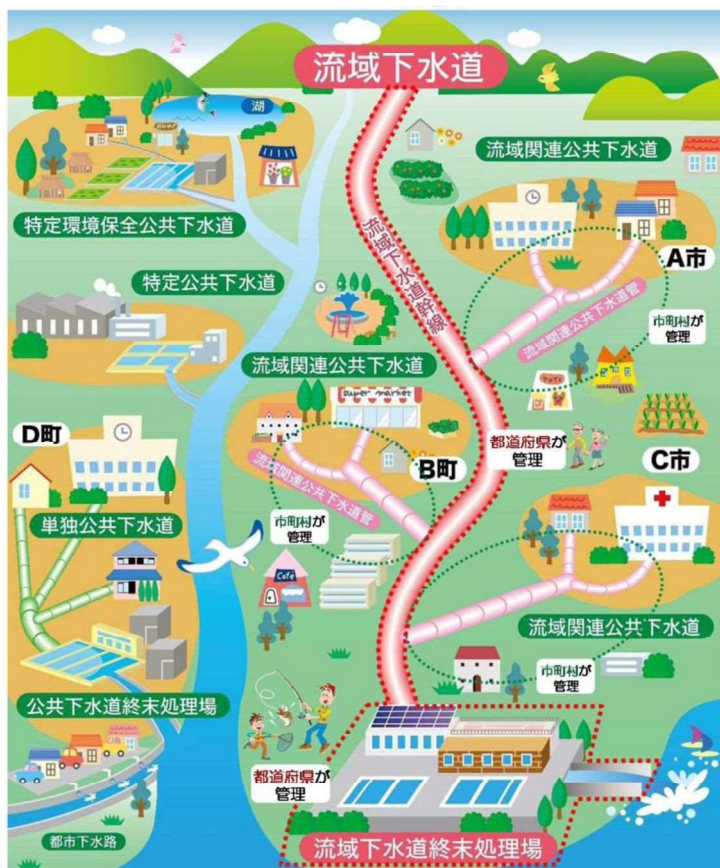 流域下水道
湖
流域関連公共下水道
特定環境保全公共下水道
A市
特定公共下水道
流域下水道幹線
流域関連公共下水道管
市町村が
管理
流域関連公共下水道
super market
D町
B町
都道府県が
管理
C市
流域関連公共下水道管
単独公共下水道
市町村が
管理
Cafe
流域関連公共下水道
市町村が
管理
公共下水道終末処理場
都道府県が
管理
都市下水路
流域下水道終末処理場